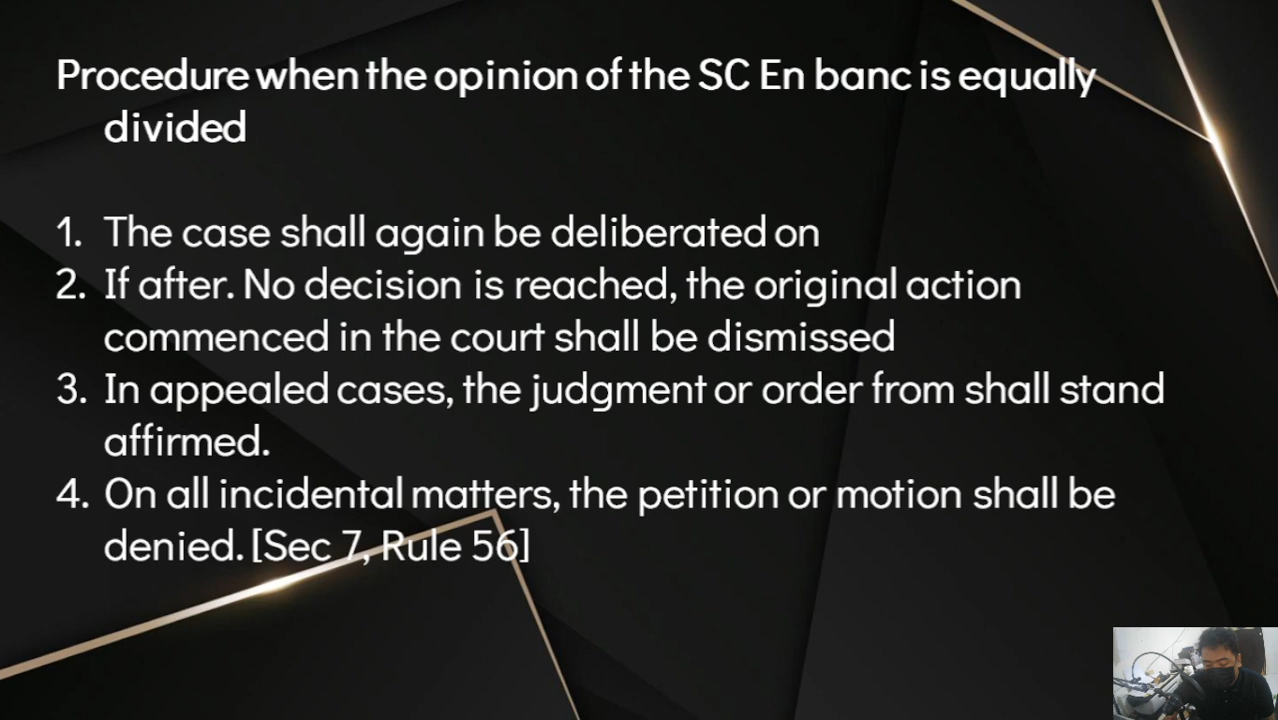 Procedure when the opinion of the SC En banc is equally
divided
1. The case shall again be deliberated on
2. If after. No decision is reached, the original action
commenced in the court shall be dismissed
3. In appealed cases, the judgment or order from shall stand
affirmed.
4. On all incidental matters, the petition or motion shall be
denied. [Sec 7, Rule 56]